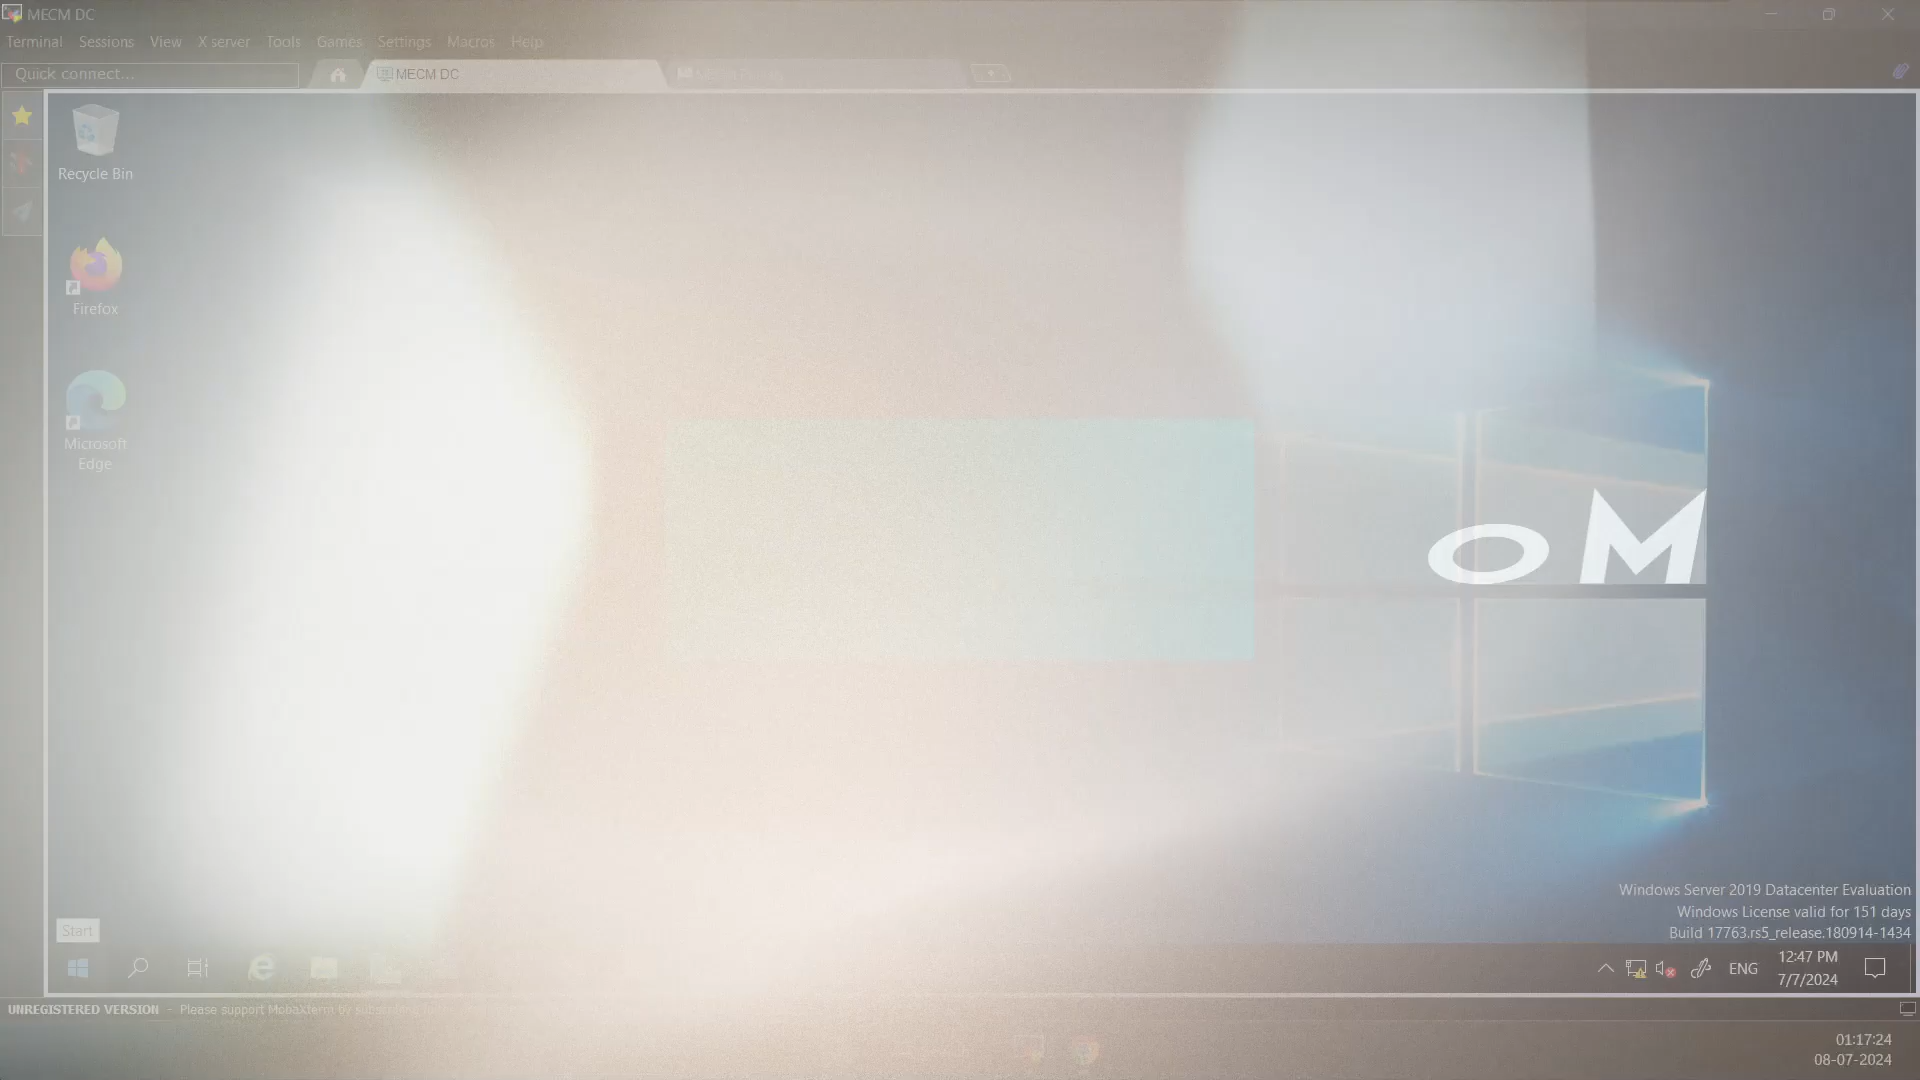 MECM DC
Terminal Sessions View X server Tools Games Settings Macros Help
Quick connect...
MECM DC
Recycle Bin
Firefox
Microsoft
Edge
OM
Windows Server 2019 Datacenter Evaluation
Windows License valid for 151 days
Build 17763.rs5_release.180914-1434
Start
ENG
12:47 PM
7/7/2024
UNREGISTERED VERSION - Please support MobaXterm by
01:17:24
08-07-2024